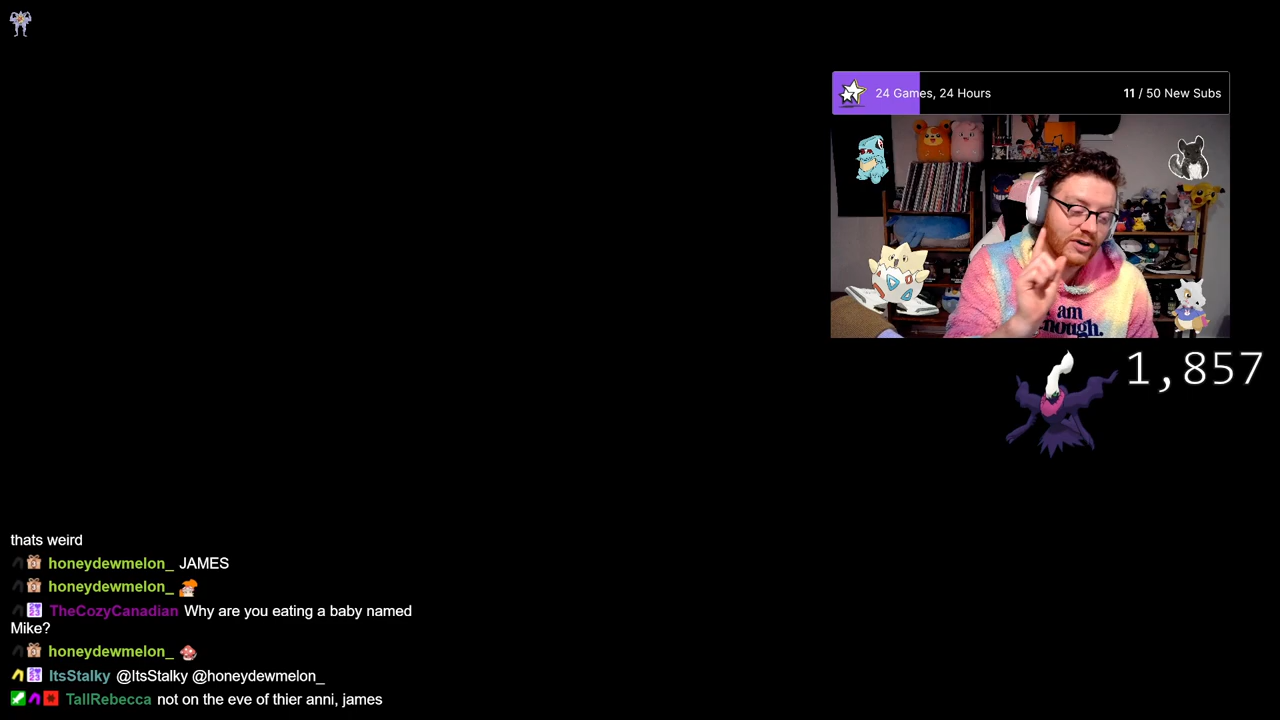 24 Games, 24 Hours 11 / 50 New Subs
am
enough.
1,857
thats weird
honeydewmelon_ JAMES
honeydewmelon_
TheCozyCanadian Why are you eating a baby named
Mike?
honeydewmelon_
ItsStalky @ItsStalky @honeydewmelon_
TallRebecca not on the eve of thier anni, james